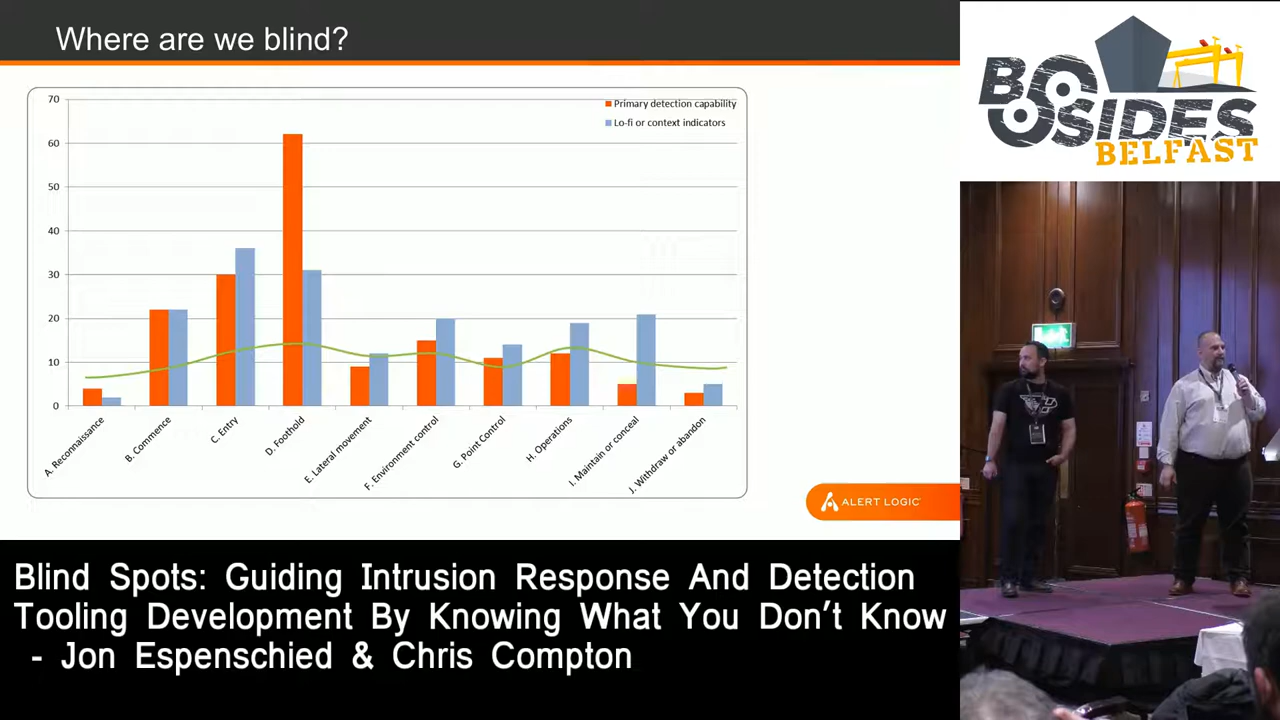 Where are we blind?
70
60
50
40
30
20
10
0
Primary detection capability
Lo-fi or context indicators
A. Reconnaissance
B. Commence
C. Entry
D. Foothold
E. Lateral movement
F. Environment control
G. Point Control
H. Operations
I. Maintain or conceal
J. Withdraw or abandon
ALERT LOGIC
BSIDES
BELFAST
Blind Spots: Guiding Intrusion Response And Detection
Tooling Development By Knowing What You Don't Know
- Jon Espenschied & Chris Compton